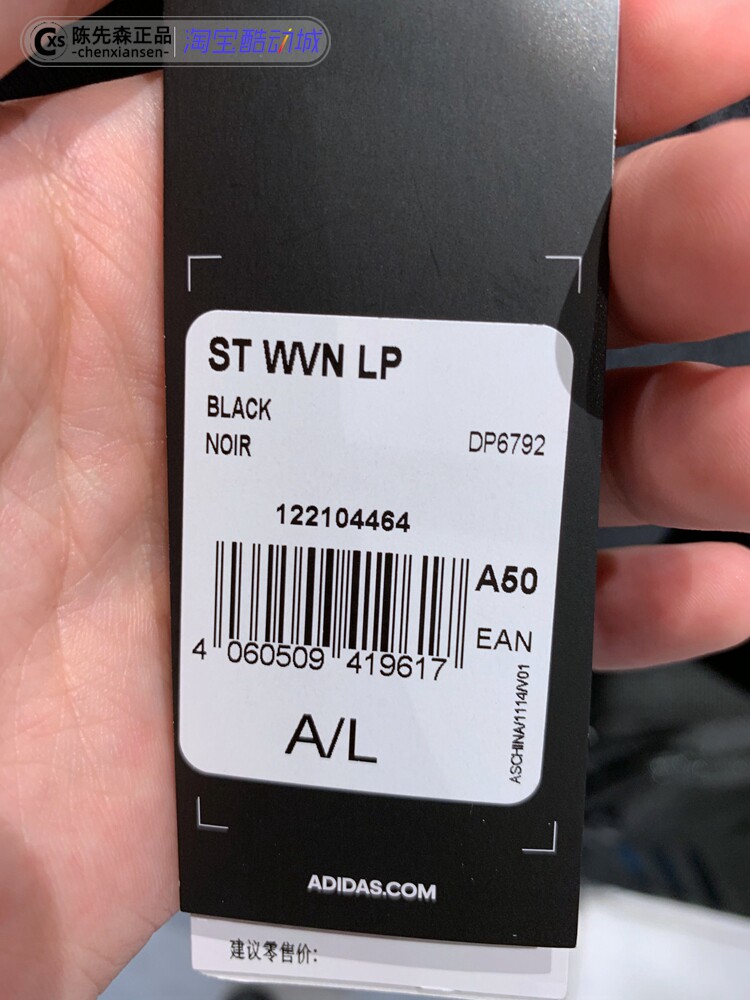 CXS 陈先森正品 淘宝酷动城
-chenxiansen-
ST WVN LP
BLACK
NOIR DP6792
122104464
A50
EAN
4 060509 419617
ASCHINA/1114/V01
A/L
ADIDAS.COM
建议零售价: